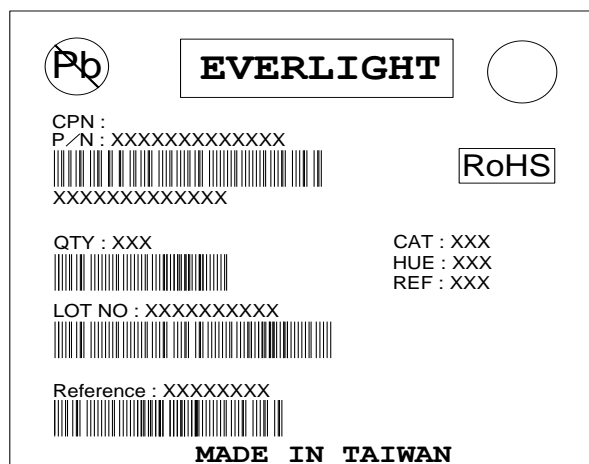 Pb
EVERLIGHT
CPN :
P/N : XXXXXXXXXXXXX
RoHS
XXXXXXXXXXXXX
QTY : XXX
CAT : XXX
HUE : XXX
REF : XXX
LOT NO : XXXXXXXXXX
Reference : XXXXXXXX
MADE IN TAIWAN